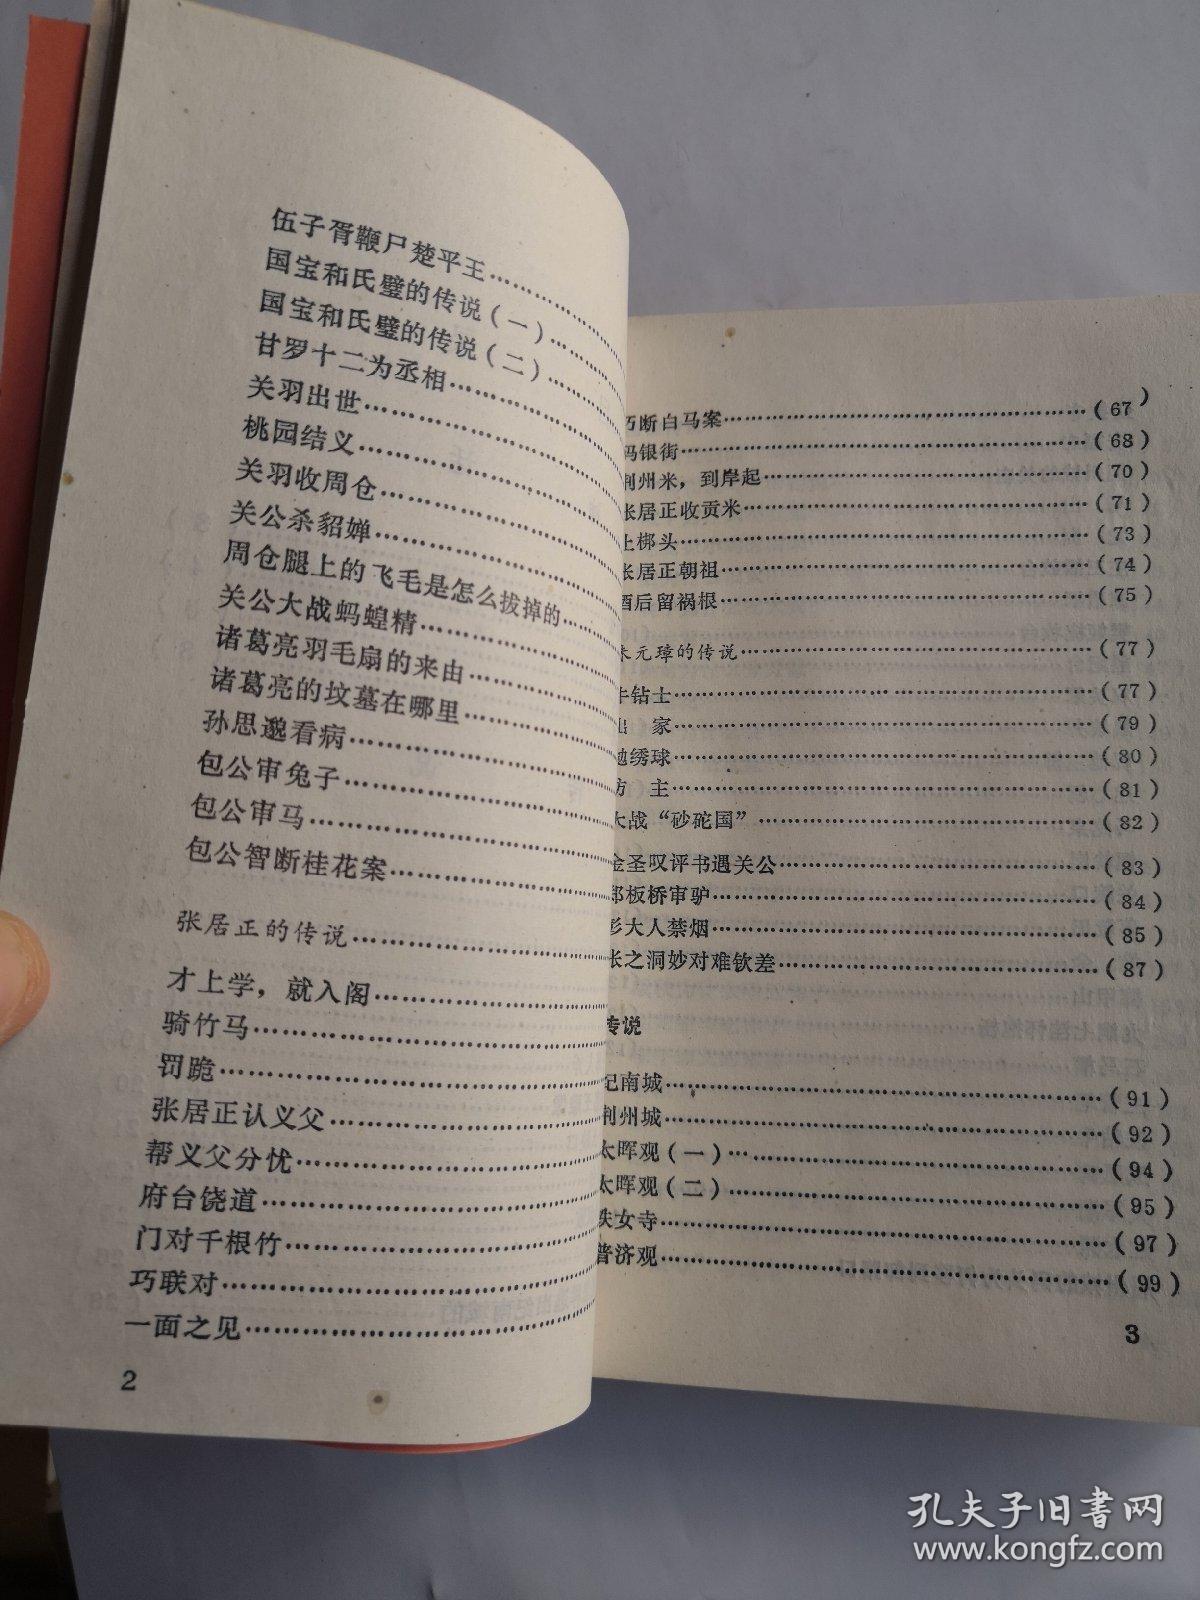 伍子胥鞭尸楚平王
国宝和氏璧的传说(一)
国宝和氏璧的传说(二)
甘罗十二为丞相
关羽出世
桃园结义
关羽收周仓
关公杀貂婵
周仓腿上的飞毛是怎么拔掉的
关公大战蚂蝗精
诸葛亮羽毛扇的来由
诸葛亮的坟墓在哪里
孙思邈看病
包公审兔子
包公审马
包公智断桂花案
张居正的传说
才上学，就入阁
骑竹马
罚跪
张居正认义父
帮义父分忧
府台饶道
门对千根竹
巧联对
一面之见
2
巧断白马案(67)
银街(68)
荆州米，到岸起(70)
张居正收贡米(71)
上梆头(73)
张居正朝祖(74)
酒后留祸根(75)
朱元璋的传说(77)
牛钻士(77)
出 家(79)
抛绣球(80)
方 主(81)
大战“砂砣国”(82)
金圣叹评书遇关公(83)
郑板桥审驴(84)
彭大人禁烟(85)
张之洞妙对难钦差(87)
传说
纪南城(91)
荆州城(92)
太晖观(一)(94)
太晖观(二)(95)
铁女寺(97)
普济观(99)
3
孔夫子旧书网
www.kongfz.com